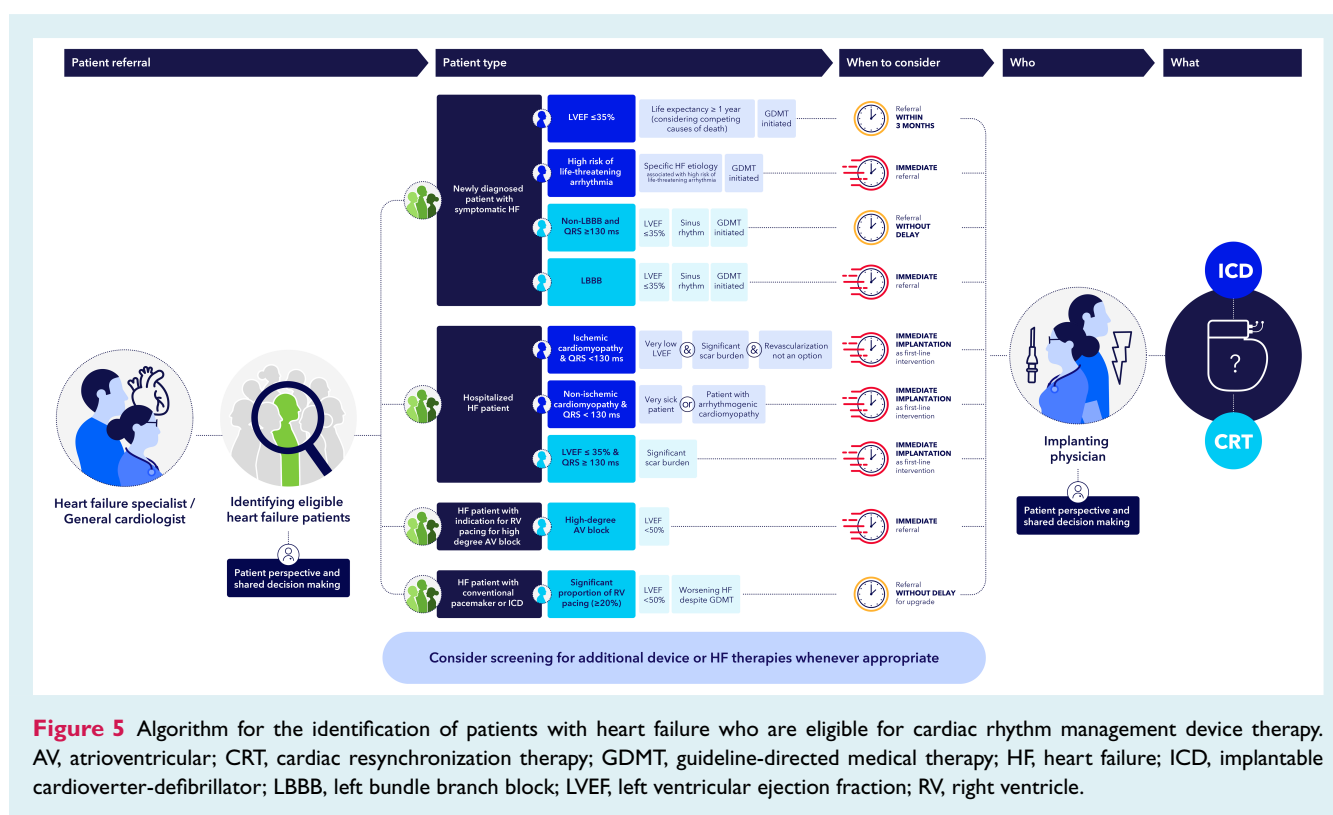 Patient referral
Patient type
When to consider
Who
What
Heart failure specialist /
General cardiologist
Identifying eligible
heart failure patients
Patient perspective and
shared decision making
Newly diagnosed
patient with
symptomatic HF
LVEF ≤35%
Life expectancy ≥ 1 year
(considering competing
causes of death)
GDMT
initiated
Referral
WITHIN
3 MONTHS
High risk of
life-threatening
arrhythmia
Specific HF etiology
associated with high risk of
life-threatening arrhythmia
GDMT
initiated
IMMEDIATE
referral
Non-LBBB and
QRS ≥130 ms
LVEF
≤35%
Sinus
rhythm
GDMT
initiated
Referral
WITHOUT
DELAY
LBBB
LVEF
≤35%
Sinus
rhythm
GDMT
initiated
IMMEDIATE
referral
Hospitalized
HF patient
Ischemic
cardiomyopathy
& QRS <130 ms
Very low
LVEF
&
Significant
scar burden
&
Revascularization
not an option
IMMEDIATE
IMPLANTATION
as first-line
intervention
Non-ischemic
cardiomyopathy &
QRS < 130 ms
Very sick
patient
or
Patient with
arrhythmogenic
cardiomyopathy
IMMEDIATE
IMPLANTATION
as first-line
intervention
LVEF ≤ 35% &
QRS ≥ 130 ms
Significant
scar burden
IMMEDIATE
IMPLANTATION
as first-line
intervention
HF patient with
indication for RV
pacing for high
degree AV block
High-degree
AV block
LVEF
<50%
IMMEDIATE
referral
HF patient with
conventional
pacemaker or ICD
Significant
proportion of RV
pacing (≥20%)
LVEF
<50%
Worsening HF
despite GDMT
Referral
WITHOUT DELAY
for upgrade
Implanting
physician
Patient perspective and
shared decision making
ICD
?
CRT
Consider screening for additional device or HF therapies whenever appropriate
Figure 5 Algorithm for the identification of patients with heart failure who are eligible for cardiac rhythm management device therapy.
AV, atrioventricular; CRT, cardiac resynchronization therapy; GDMT, guideline-directed medical therapy; HF, heart failure; ICD, implantable
cardioverter-defibrillator; LBBB, left bundle branch block; LVEF, left ventricular ejection fraction; RV, right ventricle.